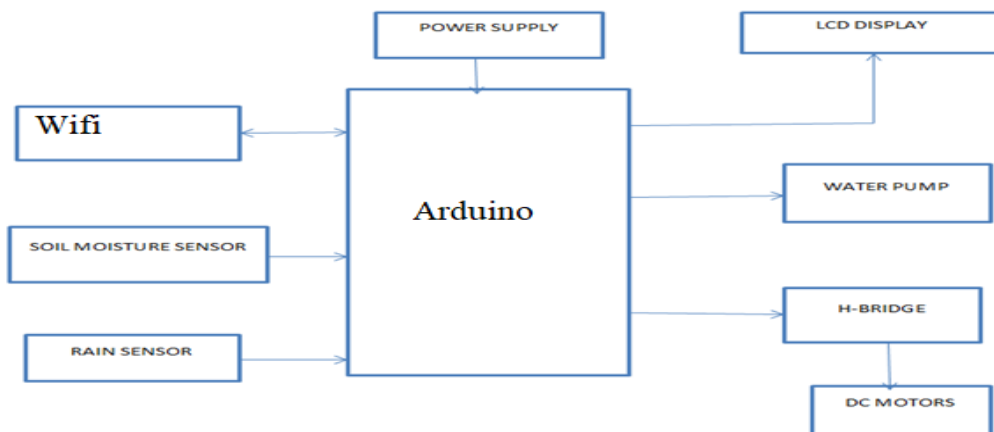 POWER SUPPLY
LCD DISPLAY
Wifi
Arduino
WATER PUMP
SOIL MOISTURE SENSOR
H-BRIDGE
RAIN SENSOR
DC MOTORS